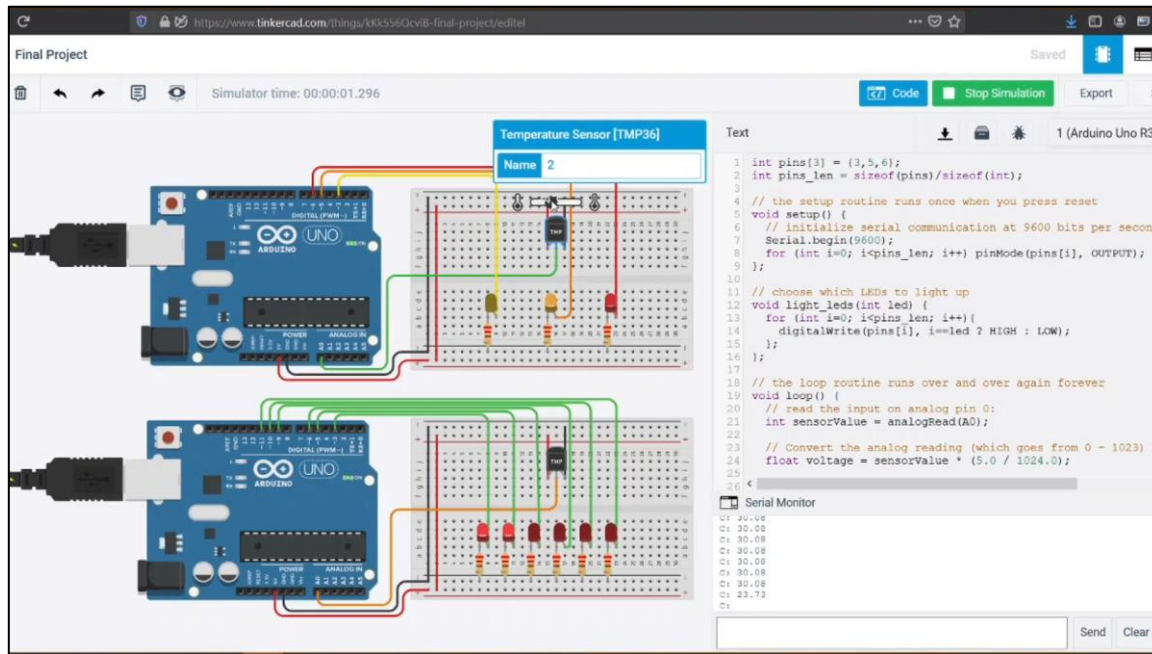 https://www.tinkercad.com/things/kKk556QcviB-final-project/editel
Final Project
Saved
Simulator time: 00:00:01.296
Code
Stop Simulation
Export
Temperature Sensor [TMP36]
Name 2
Text
1 (Arduino Uno R3
1 int pins[3] = {3,5,6};
2 int pins_len = sizeof(pins)/sizeof(int);
3
4 // the setup routine runs once when you press reset
5 void setup() {
6 // initialize serial communication at 9600 bits per secon
7 Serial.begin(9600);
8 for (int i=0; i<pins_len; i++) pinMode(pins[i], OUTPUT);
9 };
10
11 // choose which LEDs to light up
12 void light_leds(int led) {
13 for (int i=0; i<pins_len; i++){
14 digitalWrite(pins[i], i==led ? HIGH : LOW);
15 };
16 };
17
18 // the loop routine runs over and over again forever
19 void loop() {
20 // read the input on analog pin 0:
21 int sensorValue = analogRead(A0);
22
23 // Convert the analog reading (which goes from 0 - 1023)
24 float voltage = sensorValue * (5.0 / 1024.0);
25
26
Serial Monitor
C: 30.08
C: 30.08
C: 30.08
C: 30.08
C: 30.08
C: 30.08
C: 23.73
C:
Send
Clear
DIGITAL (PWM~)
UNO
ARDUINO
TMP
POWER
ANALOG IN
DIGITAL (PWM~)
UNO
ARDUINO
TMP
POWER
ANALOG IN